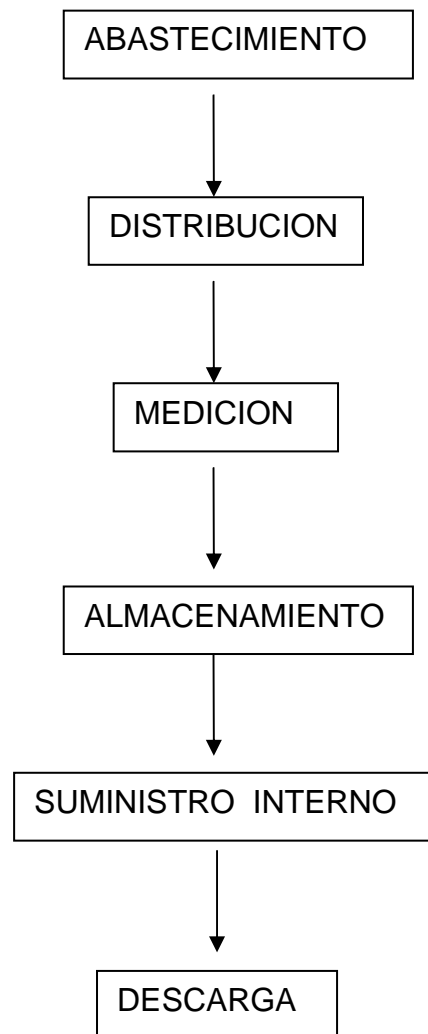 ABASTECIMIENTO
DISTRIBUCION
MEDICION
ALMACENAMIENTO
SUMINISTRO INTERNO
DESCARGA